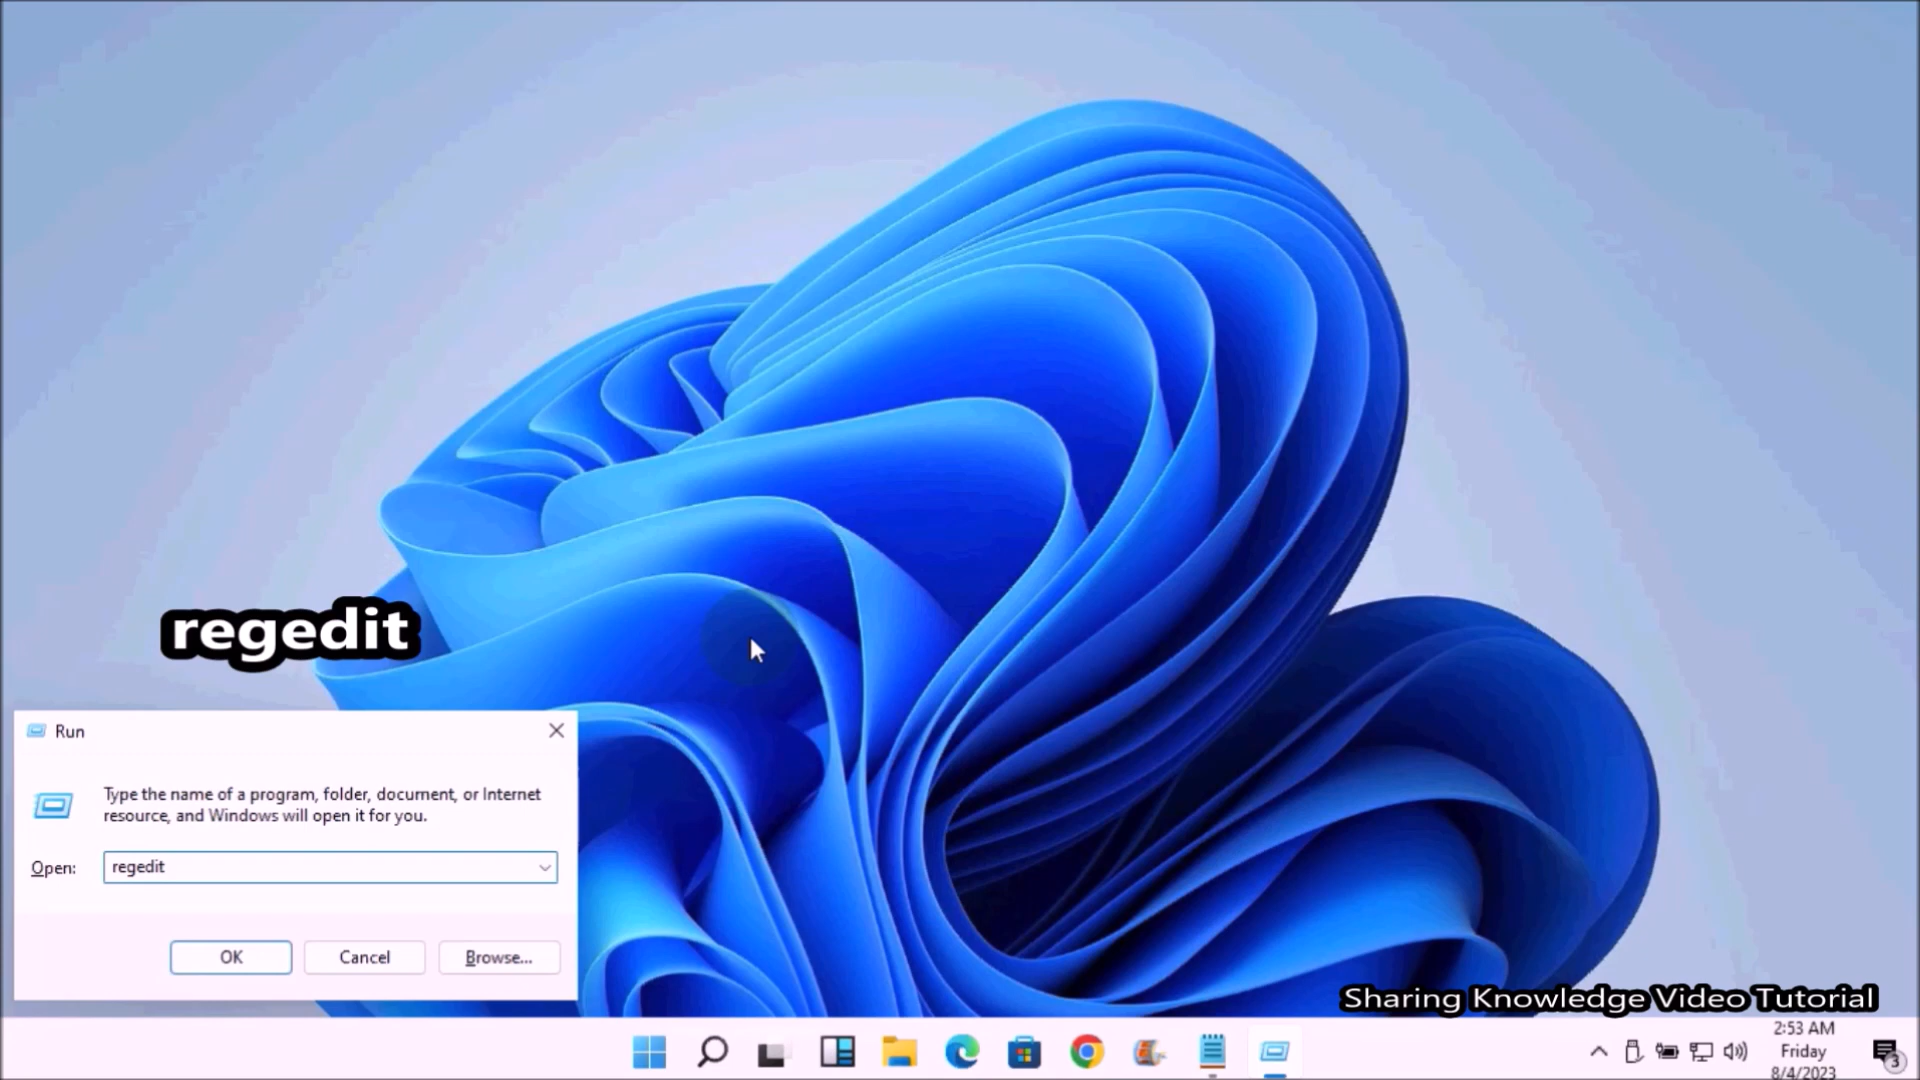 regedit
Run
Type the name of a program, folder, document, or Internet
resource, and Windows will open it for you.
Open: regedit
OK Cancel Browse...
Sharing Knowledge Video Tutorial
2:53 AM
Friday
8/4/2023
3